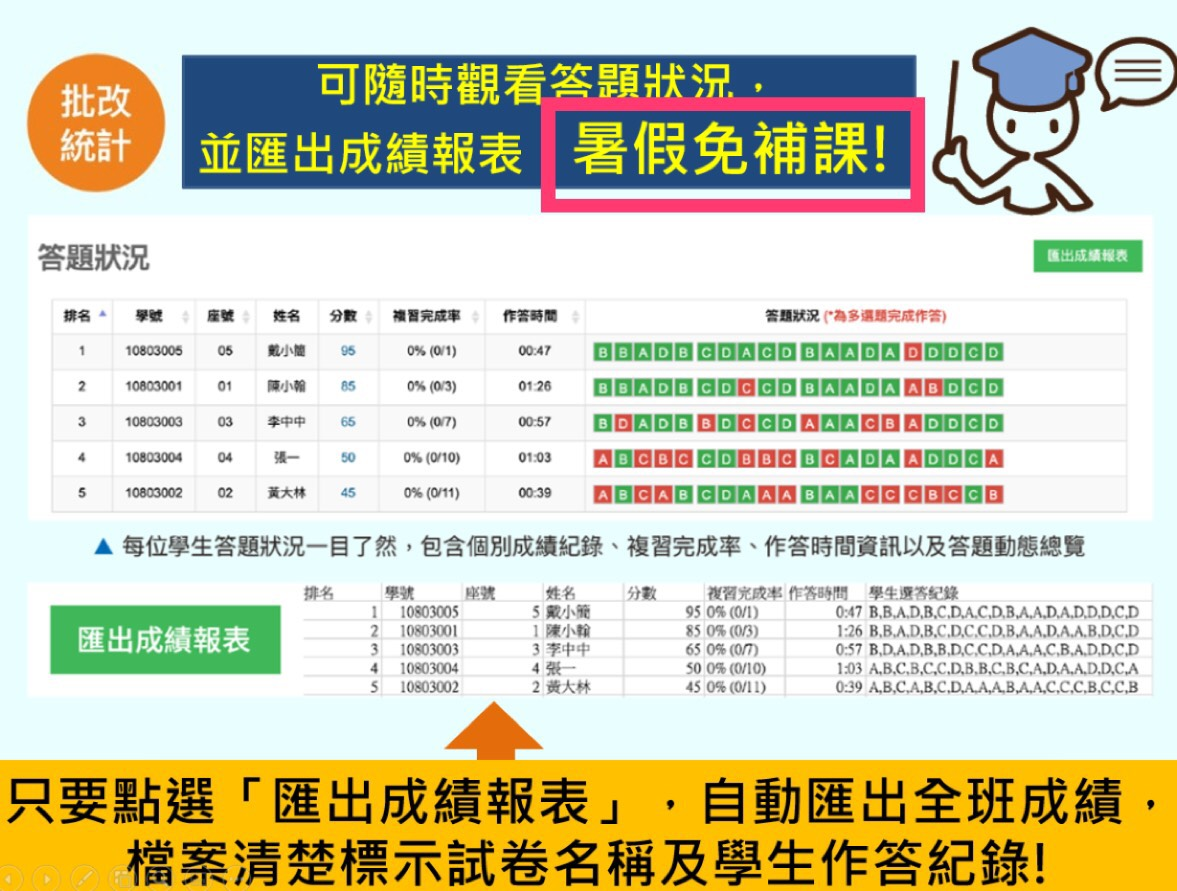 批改
統計
可隨時觀看答題狀況，
並匯出成績報表 暑假免補課!
答題狀況
匯出成績報表
排名 學號 座號 姓名 分數 複習完成率 作答時間 答題狀況 (*為多選題完成作答)
1 10803005 05 戴小簡 95 0% (0/1) 00:47 B B A D B C D A C D B A A D A D D D C D
2 10803001 01 陳小翰 85 0% (0/3) 01:26 B B A D B C D C C D B A A D A A B D C D
3 10803003 03 李中中 65 0% (0/7) 00:57 B D A D B B D C C D A A A C B A D D C D
4 10803004 04 張一 50 0% (0/10) 01:03 A B C B C C D B B C B C A D A A D D C A
5 10803002 02 黃大林 45 0% (0/11) 00:39 A B C A B C D A A A B A A C C C B C C B
▲ 每位學生答題狀況一目了然，包含個別成績紀錄、複習完成率、作答時間資訊以及答題動態總覽
匯出成績報表
排名 學號 座號 姓名 分數 複習完成率 作答時間 學生選答紀錄
1 10803005 5 戴小簡 95 0% (0/1) 0:47 B,B,A,D,B,C,D,A,C,D,B,A,A,D,A,D,D,D,C,D
2 10803001 1 陳小翰 85 0% (0/3) 1:26 B,B,A,D,B,C,D,C,C,D,B,A,A,D,A,A,B,D,C,D
3 10803003 3 李中中 65 0% (0/7) 0:57 B,D,A,D,B,B,D,C,C,D,A,A,A,C,B,A,D,D,C,D
4 10803004 4 張一 50 0% (0/10) 1:03 A,B,C,B,C,C,D,B,B,C,B,C,A,D,A,A,D,D,C,A
5 10803002 2 黃大林 45 0% (0/11) 0:39 A,B,C,A,B,C,D,A,A,A,B,A,A,C,C,C,B,C,C,B
只要點選「匯出成績報表」，自動匯出全班成績，
檔案清楚標示試卷名稱及學生作答紀錄!